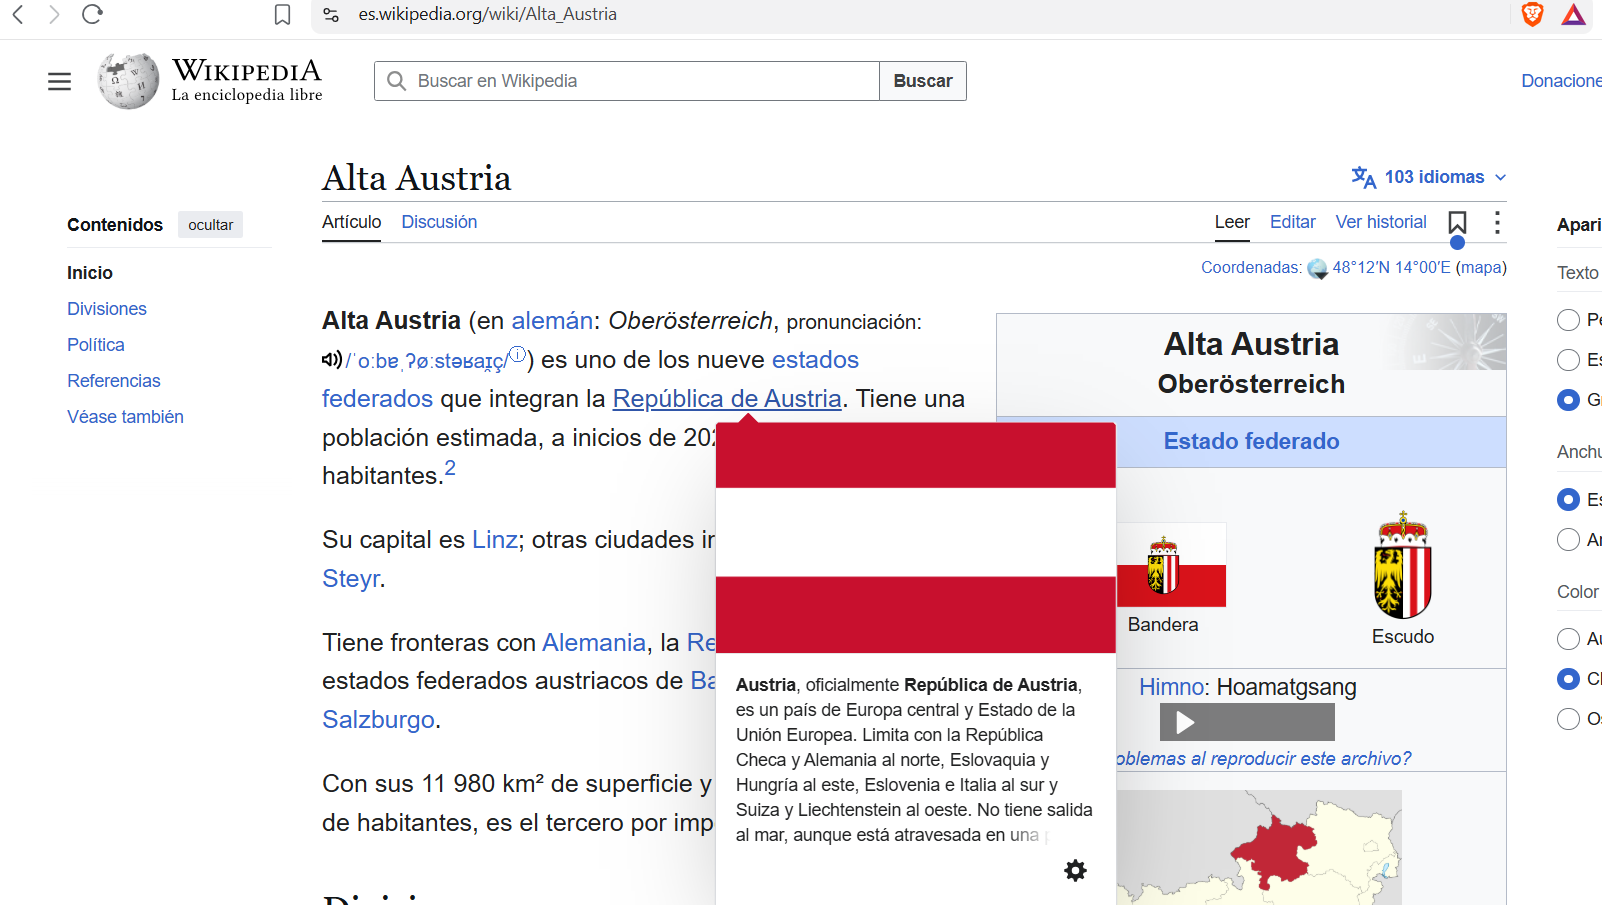 es.wikipedia.org/wiki/Alta_Austria
WIKIPEDIA
La enciclopedia libre
Buscar en Wikipedia
Buscar
Donacione
Alta Austria
103 idiomas
Artículo
Discusión
Leer
Editar
Ver historial
Coordenadas: 48°12′N 14°00′E (mapa)
Contenidos
ocultar
Inicio
Divisiones
Política
Referencias
Véase también
Alta Austria (en alemán: Oberösterreich, pronunciación:
/ˈoːbɐˌʔøːstəʁaɪ̯ç/ⓘ) es uno de los nueve estados
federados que integran la República de Austria. Tiene una
población estimada, a inicios de 202
habitantes.2
Su capital es Linz; otras ciudades
Steyr.
Tiene fronteras con Alemania, la Re
estados federados austriacos de Ba
Salzburgo.
Con sus 11 980 km² de superficie y
de habitantes, es el tercero por imp
Austria, oficialmente República de Austria,
es un país de Europa central y Estado de la
Unión Europea. Limita con la República
Checa y Alemania al norte, Eslovaquia y
Hungría al este, Eslovenia e Italia al sur y
Suiza y Liechtenstein al oeste. No tiene salida
al mar, aunque está atravesada en una
Alta Austria
Oberösterreich
Estado federado
Bandera
Escudo
Himno: Hoamatgsang
oblemas al reproducir este archivo?
Apari
Texto
Anchu
Color